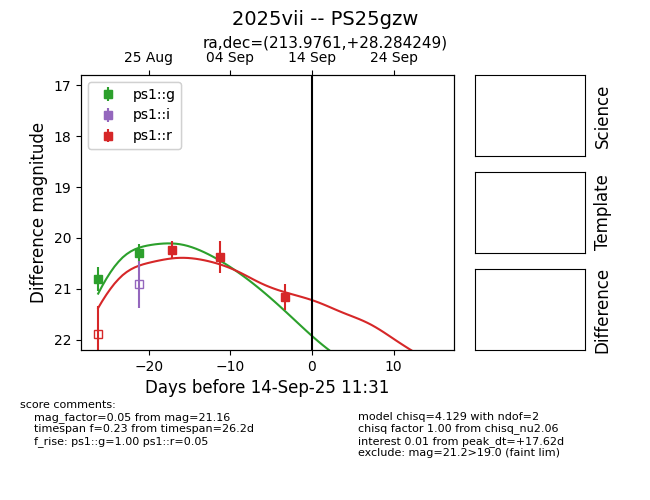 2025vii -- PS25gzw
ra,dec=(213.9761,+28.284249)
25 Aug 04 Sep 14 Sep 24 Sep
ps1::g
ps1::i
ps1::r
17
18
19
20
21
22
Difference magnitude
−20 −10 0 10
Days before 14-Sep-25 11:31
Science
Template
Difference
score comments:
mag_factor=0.05 from mag=21.16
timespan f=0.23 from timespan=26.2d
f_rise: ps1::g=1.00 ps1::r=0.05
model chisq=4.129 with ndof=2
chisq factor 1.00 from chisq_nu2.06
interest 0.01 from peak_dt=+17.62d
exclude: mag=21.2>19.0 (faint lim)